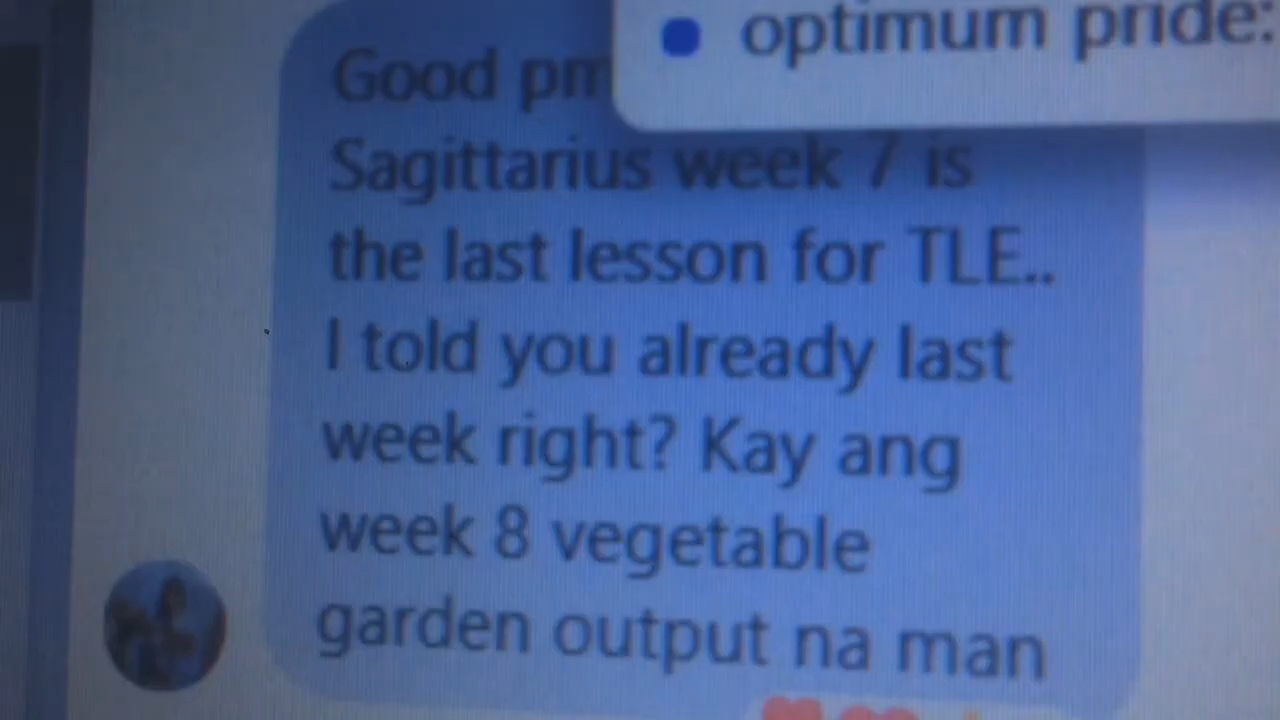 optimum pride:
Good pm
Sagittarius week 7 is
the last lesson for TLE..
I told you already last
week right? Kay ang
week 8 vegetable
garden output na man